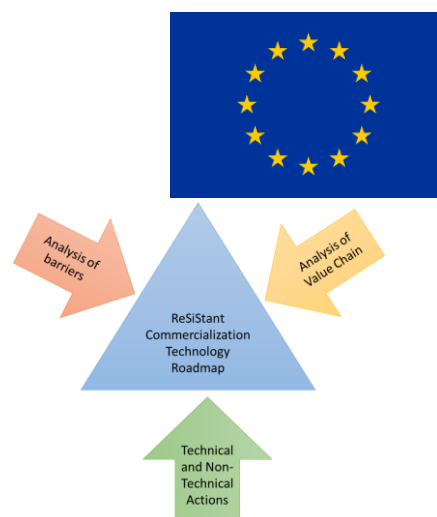 Analysis of
barriers
Analysis of
Value Chain
ReSiStant
Commercialization
Technology
Roadmap
Technical
and Non-
Technical
Actions